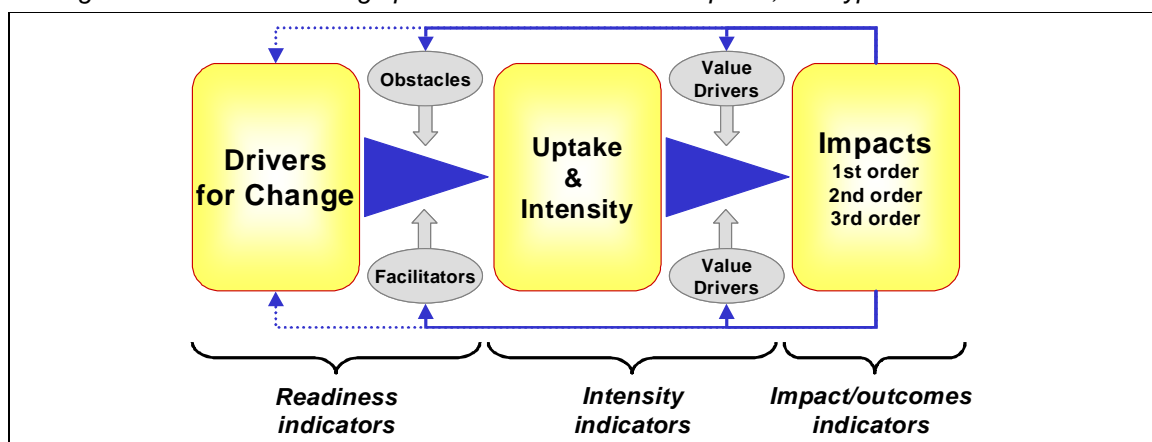 Obstacles
Value
Drivers
Drivers
for Change
Uptake
&
Intensity
Impacts
1st order
2nd order
3rd order
Facilitators
Value
Drivers
Readiness
indicators
Intensity
indicators
Impact/outcomes
indicators